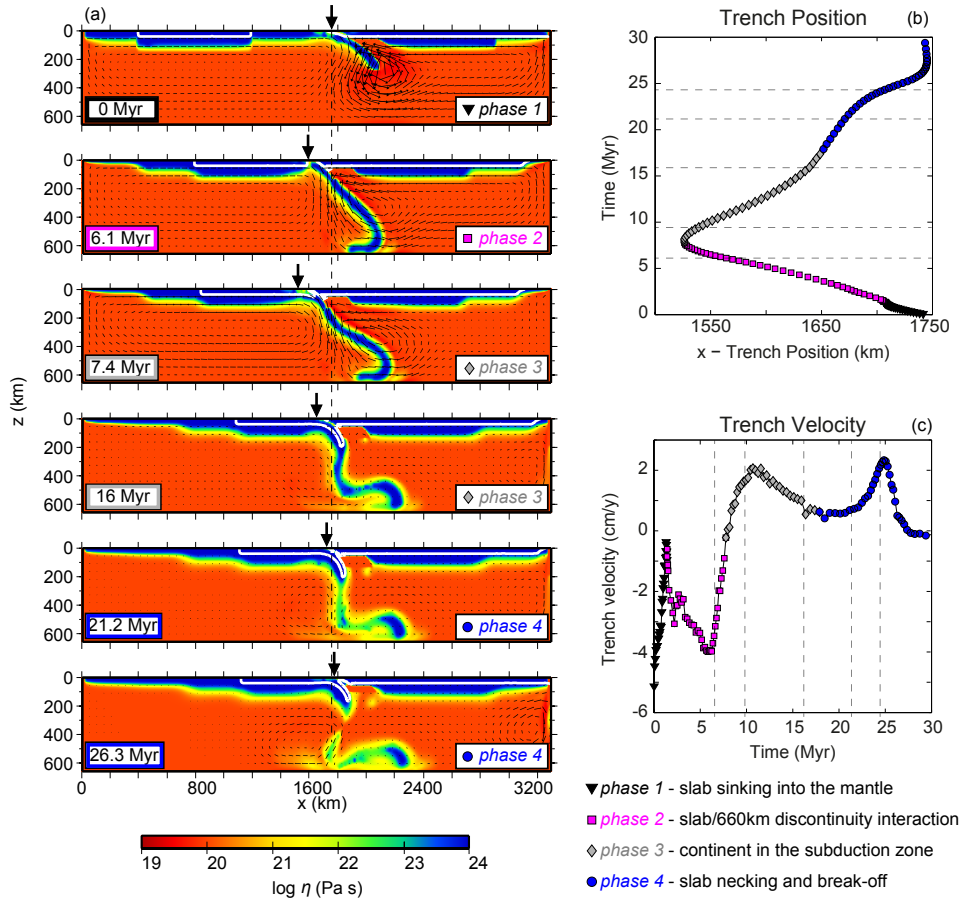 (a)
0
200
400
600
0 Myr
phase 1
0
200
400
600
6.1 Myr
phase 2
0
200
400
600
7.4 Myr
phase 3
z (km)
0
200
400
600
16 Myr
phase 3
0
200
400
600
21.2 Myr
phase 4
0
200
400
600
26.3 Myr
phase 4
0 800 1600 2400 3200
x (km)
19 20 21 22 23 24
log η (Pa s)
Trench Position (b)
30
25
20
15
10
5
0
Time (Myr)
1550 1650 1750
x – Trench Position (km)
Trench Velocity (c)
2
0
-2
-4
-6
Trench velocity (cm/y)
0 5 10 15 20 25 30
Time (Myr)
phase 1 - slab sinking into the mantle
phase 2 - slab/660km discontinuity interaction
phase 3 - continent in the subduction zone
phase 4 - slab necking and break-off